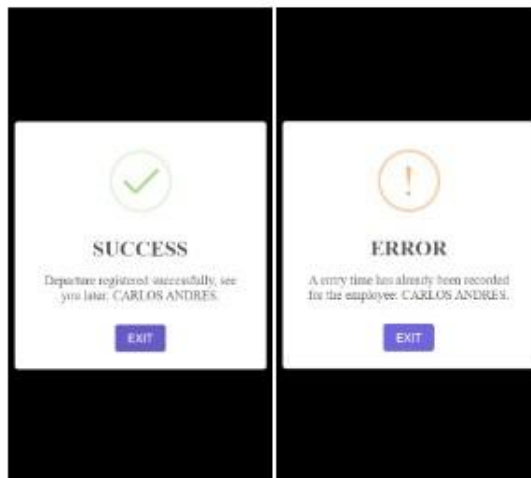 SUCCESS
Departure registered successfully, see
you later. CARLOS ANDRES.
EXIT
!
ERROR
A entry time has already been recorded
for the employee: CARLOS ANDRES.
EXIT